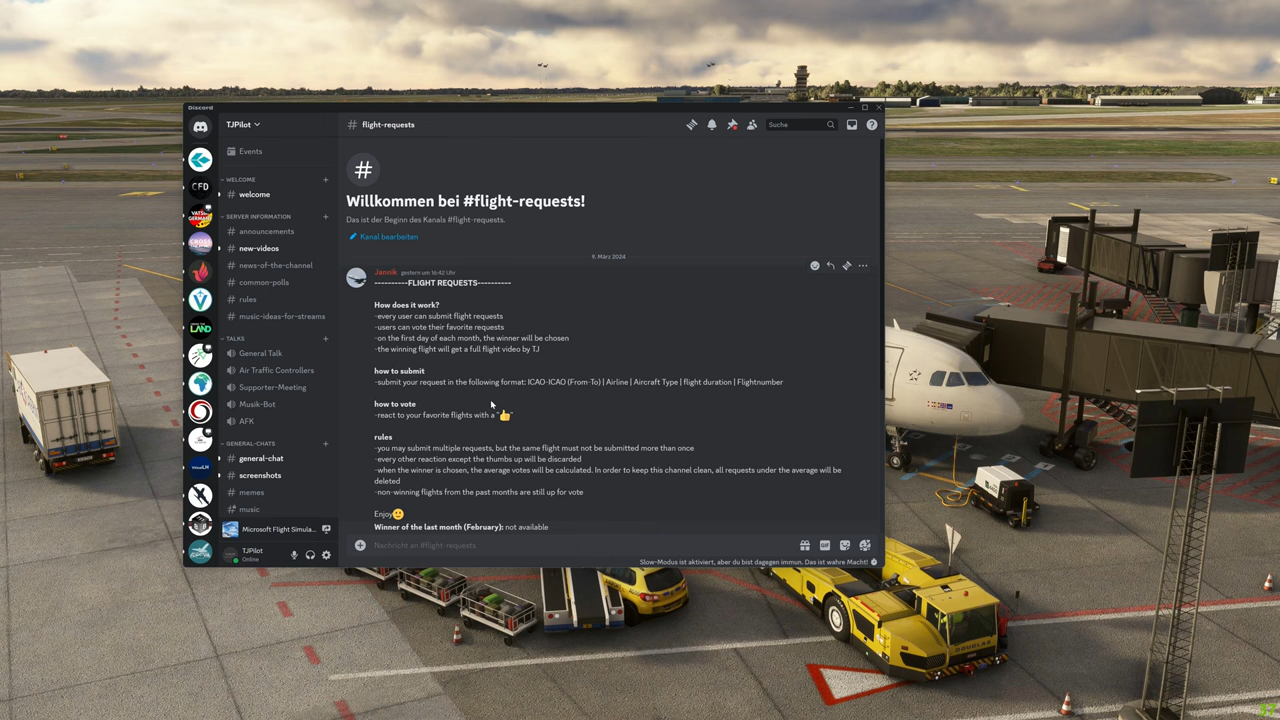 Discord
TJPilot
# flight-requests
Suche
Events
WELCOME
# welcome
SERVER INFORMATION
# announcements
# new-videos
# news-of-the-channel
# common-polls
# rules
# music-ideas-for-streams
TALKS
General Talk
Air Traffic Controllers
Supporter-Meeting
Musik-Bot
AFK
GENERAL-CHATS
# general-chat
# screenshots
# memes
# music
Microsoft Flight Simula...
TJPilot
Online
CFD
LAND
#
Willkommen bei #flight-requests!
Das ist der Beginn des Kanals #flight-requests.
Kanal bearbeiten
9. März 2024
Jannik gestern um 16:42 Uhr
----------FLIGHT REQUESTS----------
How does it work?
-every user can submit flight requests
-users can vote their favorite requests
-on the first day of each month, the winner will be chosen
-the winning flight will get a full flight video by TJ
how to submit
-submit your request in the following format: ICAO-ICAO (From-To) | Airline | Aircraft Type | flight duration | Flightnumber
how to vote
-react to your favorite flights with a "👍"
rules
-you may submit multiple requests, but the same flight must not be submitted more than once
-every other reaction except the thumbs up will be discarded
-when the winner is chosen, the average votes will be calculated. In order to keep this channel clean, all requests under the average will be
deleted
-non-winning flights from the past months are still up for vote
Enjoy🙂
Winner of the last month (February): not available
Nachricht an #flight-requests
GIF
Slow-Modus ist aktiviert, aber du bist dagegen immun. Das ist wahre Macht!
DOUGLAS